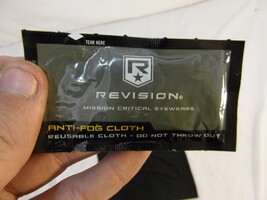 TEAR HERE
R
REVISION®
MISSION CRITICAL EYEWEAR®
ANTI-FOG CLOTH
REUSABLE CLOTH - DO NOT THROW OUT